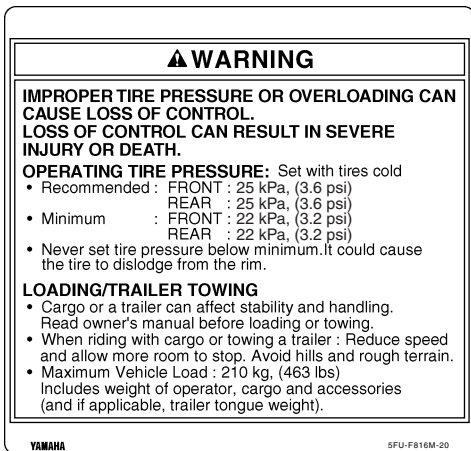 ⚠WARNING
IMPROPER TIRE PRESSURE OR OVERLOADING CAN
CAUSE LOSS OF CONTROL.
LOSS OF CONTROL CAN RESULT IN SEVERE
INJURY OR DEATH.
OPERATING TIRE PRESSURE: Set with tires cold
• Recommended : FRONT : 25 kPa, (3.6 psi)
REAR : 25 kPa, (3.6 psi)
• Minimum : FRONT : 22 kPa, (3.2 psi)
REAR : 22 kPa, (3.2 psi)
• Never set tire pressure below minimum.It could cause
the tire to dislodge from the rim.
LOADING/TRAILER TOWING
• Cargo or a trailer can affect stability and handling.
Read owner's manual before loading or towing.
• When riding with cargo or towing a trailer : Reduce speed
and allow more room to stop. Avoid hills and rough terrain.
• Maximum Vehicle Load : 210 kg, (463 lbs)
Includes weight of operator, cargo and accessories
(and if applicable, trailer tongue weight).
YAMAHA 5FU-F816M-20